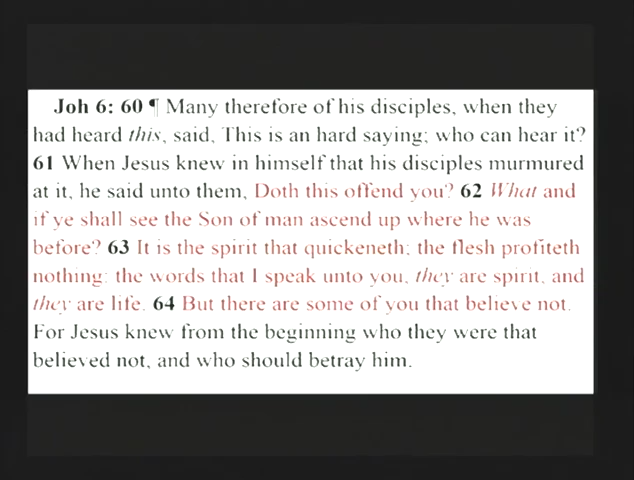 Joh 6: 60 ¶ Many therefore of his disciples, when they
had heard this, said, This is an hard saying; who can hear it?
61 When Jesus knew in himself that his disciples murmured
at it, he said unto them, Doth this offend you? 62 What and
if ye shall see the Son of man ascend up where he was
before? 63 It is the spirit that quickeneth; the flesh profiteth
nothing: the words that I speak unto you, they are spirit, and
they are life. 64 But there are some of you that believe not.
For Jesus knew from the beginning who they were that
believed not, and who should betray him.